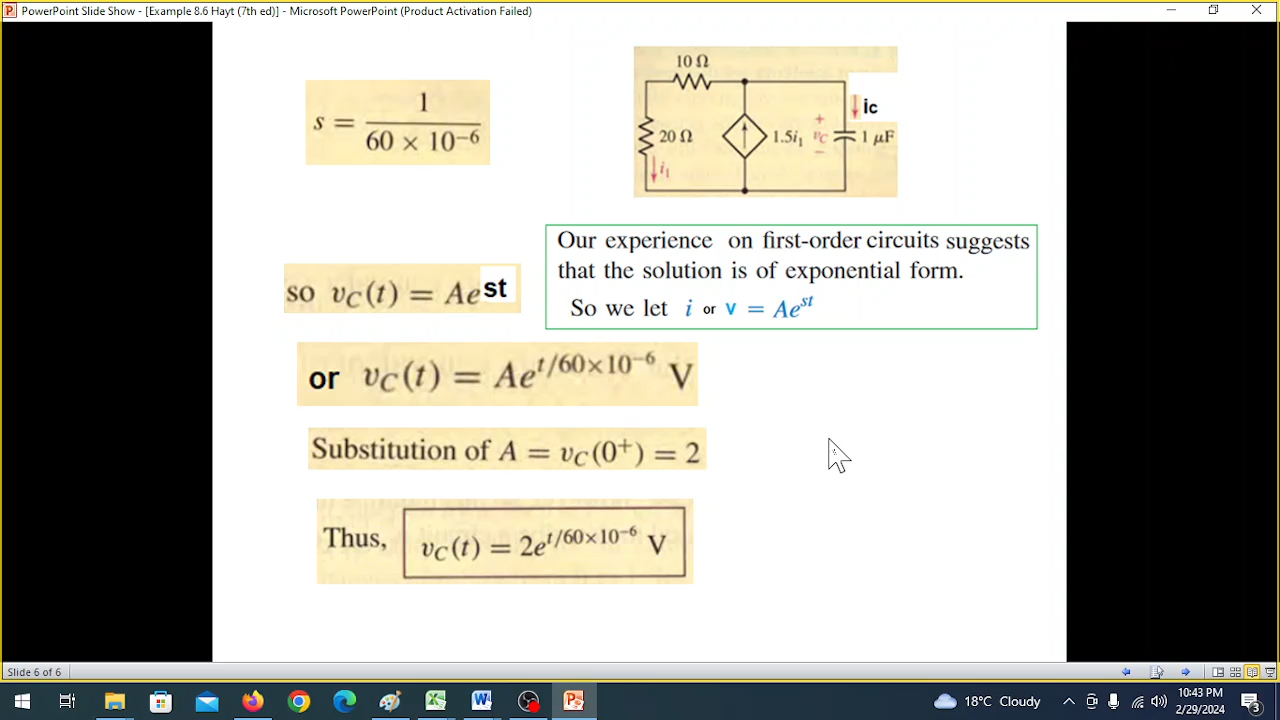 PowerPoint Slide Show - [Example 8.6 Hayt (7th ed)] - Microsoft PowerPoint (Product Activation Failed)
s = 1 / 60 × 10⁻⁶
10 Ω
20 Ω
i₁
1.5i₁
+
vC
−
ic
1 μF
Our experience on first-order circuits suggests
that the solution is of exponential form.
So we let i or v = Aeˢᵗ
so vC(t) = Ae st
or vC(t) = Ae^(t/60×10⁻⁶) V
Substitution of A = vC(0⁺) = 2
Thus, vC(t) = 2e^(t/60×10⁻⁶) V
Slide 6 of 6
18°C Cloudy
10:43 PM
2/29/2024
3